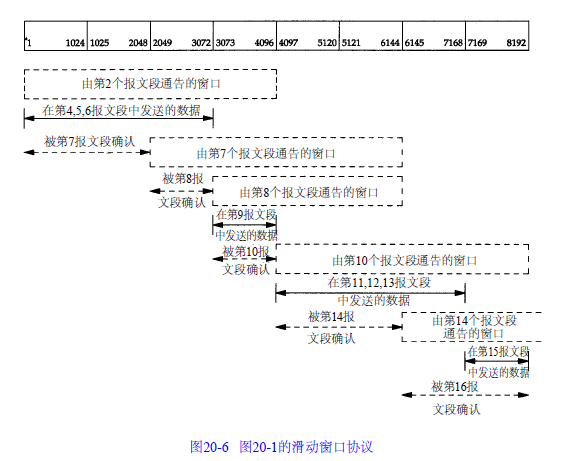 1 1024 1025 2048 2049 3072 3073 4096 4097 5120 5121 6144 6145 7168 7169 8192
由第2个报文段通告的窗口
在第4,5,6报文段中发送的数据
被第7报文段确认
由第7个报文段通告的窗口
被第8报
文段确认
由第8个报文段通告的窗口
在第9报文段
中发送的数据
被第10报
文段确认
由第10个报文段通告的窗口
在第11,12,13报文段
中发送的数据
被第14报
文段确认
由第14个报文段
通告的窗口
在第15报文段
中发送的数据
被第16报
文段确认
图20-6 图20-1的滑动窗口协议